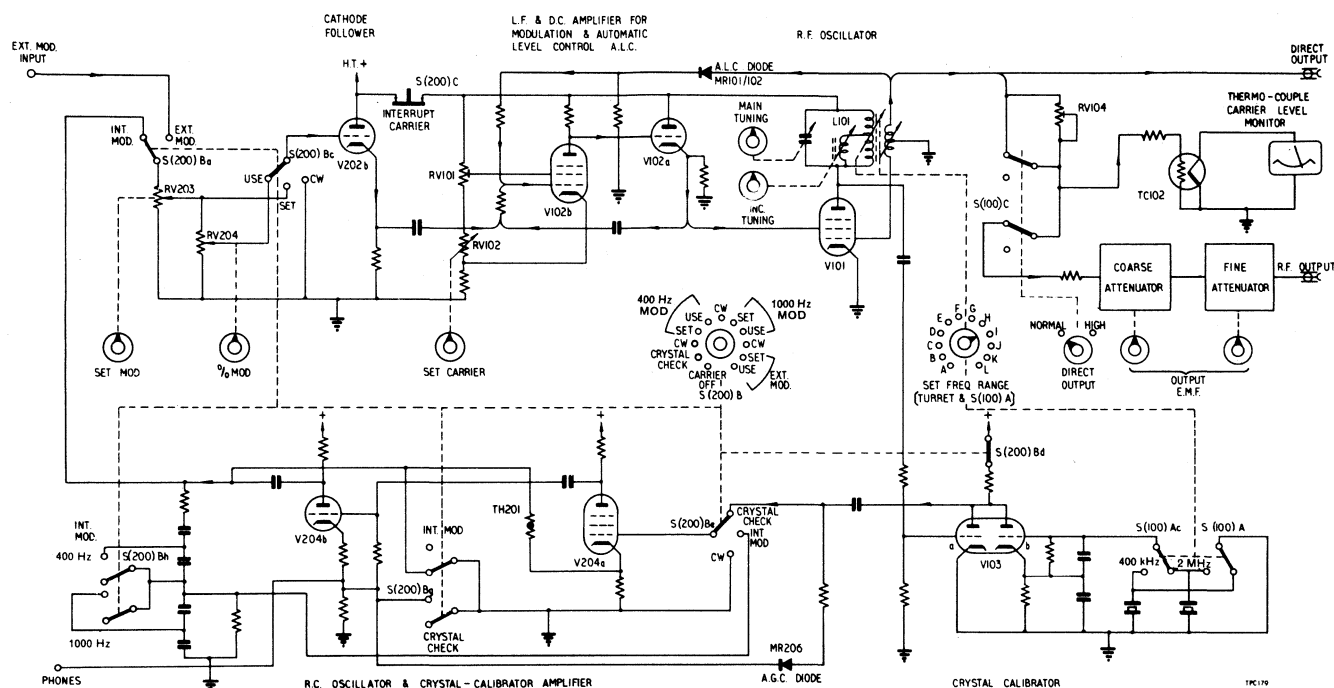 CATHODE
FOLLOWER
L.F. & D.C. AMPLIFIER FOR
MODULATION & AUTOMATIC
LEVEL CONTROL A.L.C.
R.F. OSCILLATOR
EXT. MOD.
INPUT
DIRECT
OUTPUT
H.T.+
S(200)C
INTERRUPT
CARRIER
A.L.C DIODE
MR101/102
MAIN
TUNING
L101
RV104
THERMO-COUPLE
CARRIER LEVEL
MONITOR
INT.
MOD.
EXT.
MOD.
S(200)Ba
S(200)Bc
V202b
V102a
RV101
V102b
USE
CW
SET
RV203
RV204
INC.
TUNING
S(100)C
TC102
RV102
V101
COARSE
ATTENUATOR
FINE
ATTENUATOR
R.F. OUTPUT
SET MOD
% MOD
SET CARRIER
400 Hz
MOD
1000 Hz
MOD
CW
USE
SET
SET
USE
CW
CW
CRYSTAL
CHECK
SET
USE
EXT.
MOD.
CARRIER
OFF
S(200)B
A
B
C
D
E
F
G
H
I
J
K
L
SET FREQ RANGE
(TURRET & S(100)A)
NORMAL
HIGH
DIRECT
OUTPUT
OUTPUT
E.M.F.
+
+
+
S(200)Bd
TH201
V204b
V204a
INT. MOD
S(200)Bg
CRYSTAL
CHECK
S(200)Be
CRYSTAL
CHECK
INT
MOD
CW
INT.
MOD.
400 Hz
S(200)Bh
1000 Hz
a
b
V103
S(100)Ac
S(100)A
400 kHz
2 MHz
MR206
A.G.C. DIODE
PHONES
R.C. OSCILLATOR & CRYSTAL-CALIBRATOR AMPLIFIER
CRYSTAL CALIBRATOR
TPC179